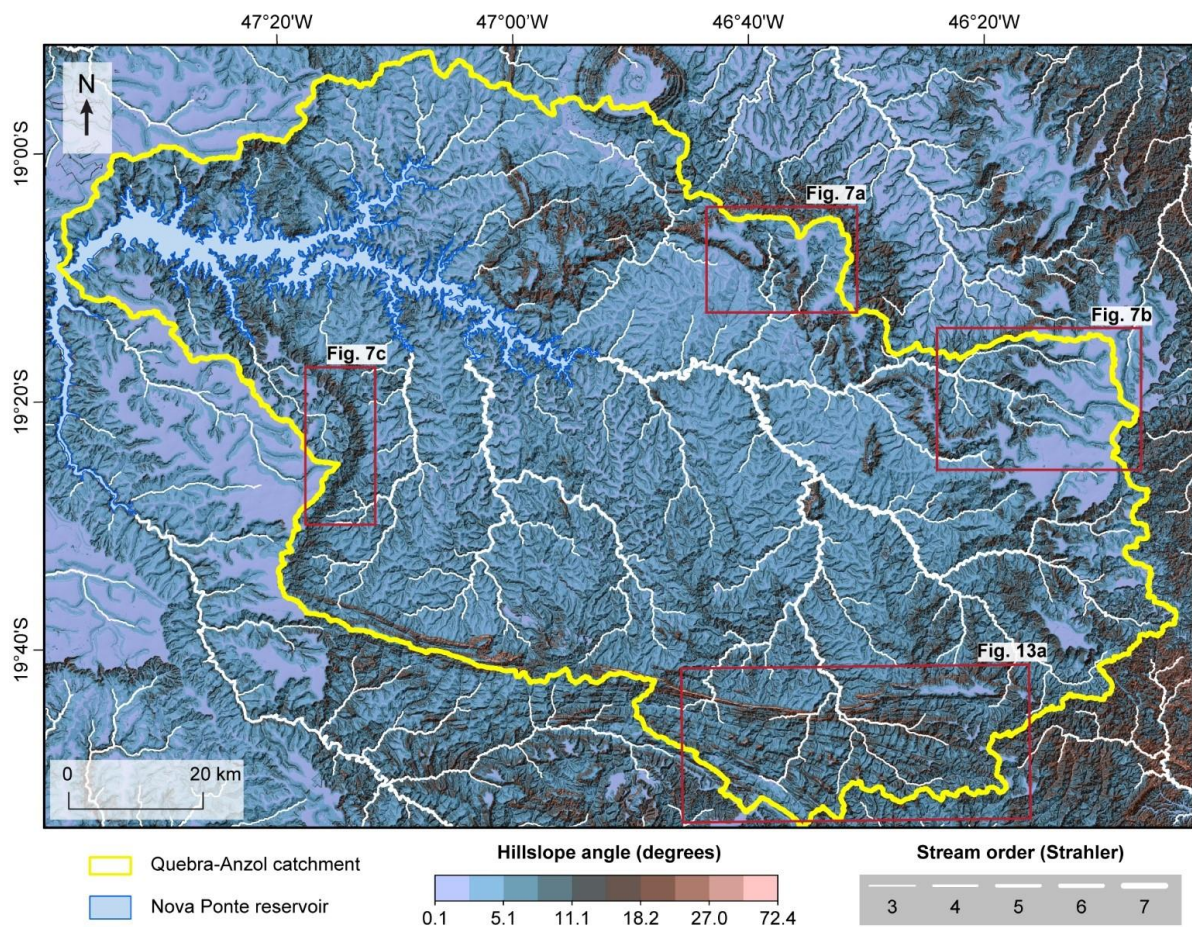 47°20'W 47°00'W 46°40'W 46°20'W
N
19°00'S
Fig. 7a
Fig. 7b
Fig. 7c
19°20'S
19°40'S
Fig. 13a
0 20 km
Quebra-Anzol catchment
Nova Ponte reservoir
Hillslope angle (degrees)
0.1 5.1 11.1 18.2 27.0 72.4
Stream order (Strahler)
3 4 5 6 7